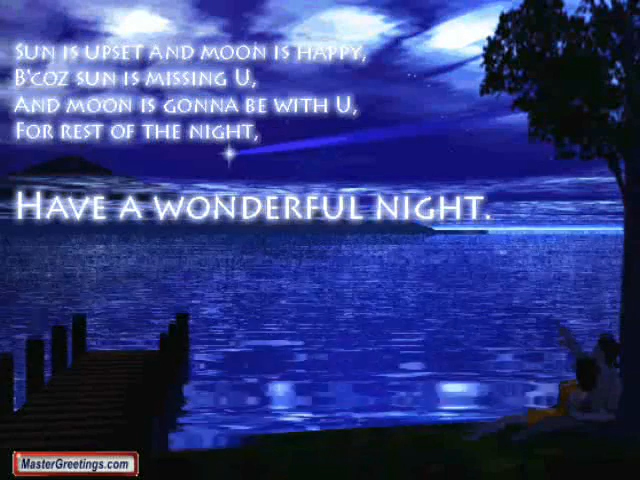 Sun is upset and moon is happy,
B'coz sun is missing U,
And moon is gonna be with U,
For rest of the night,
Have a wonderful night.
MasterGreetings.com